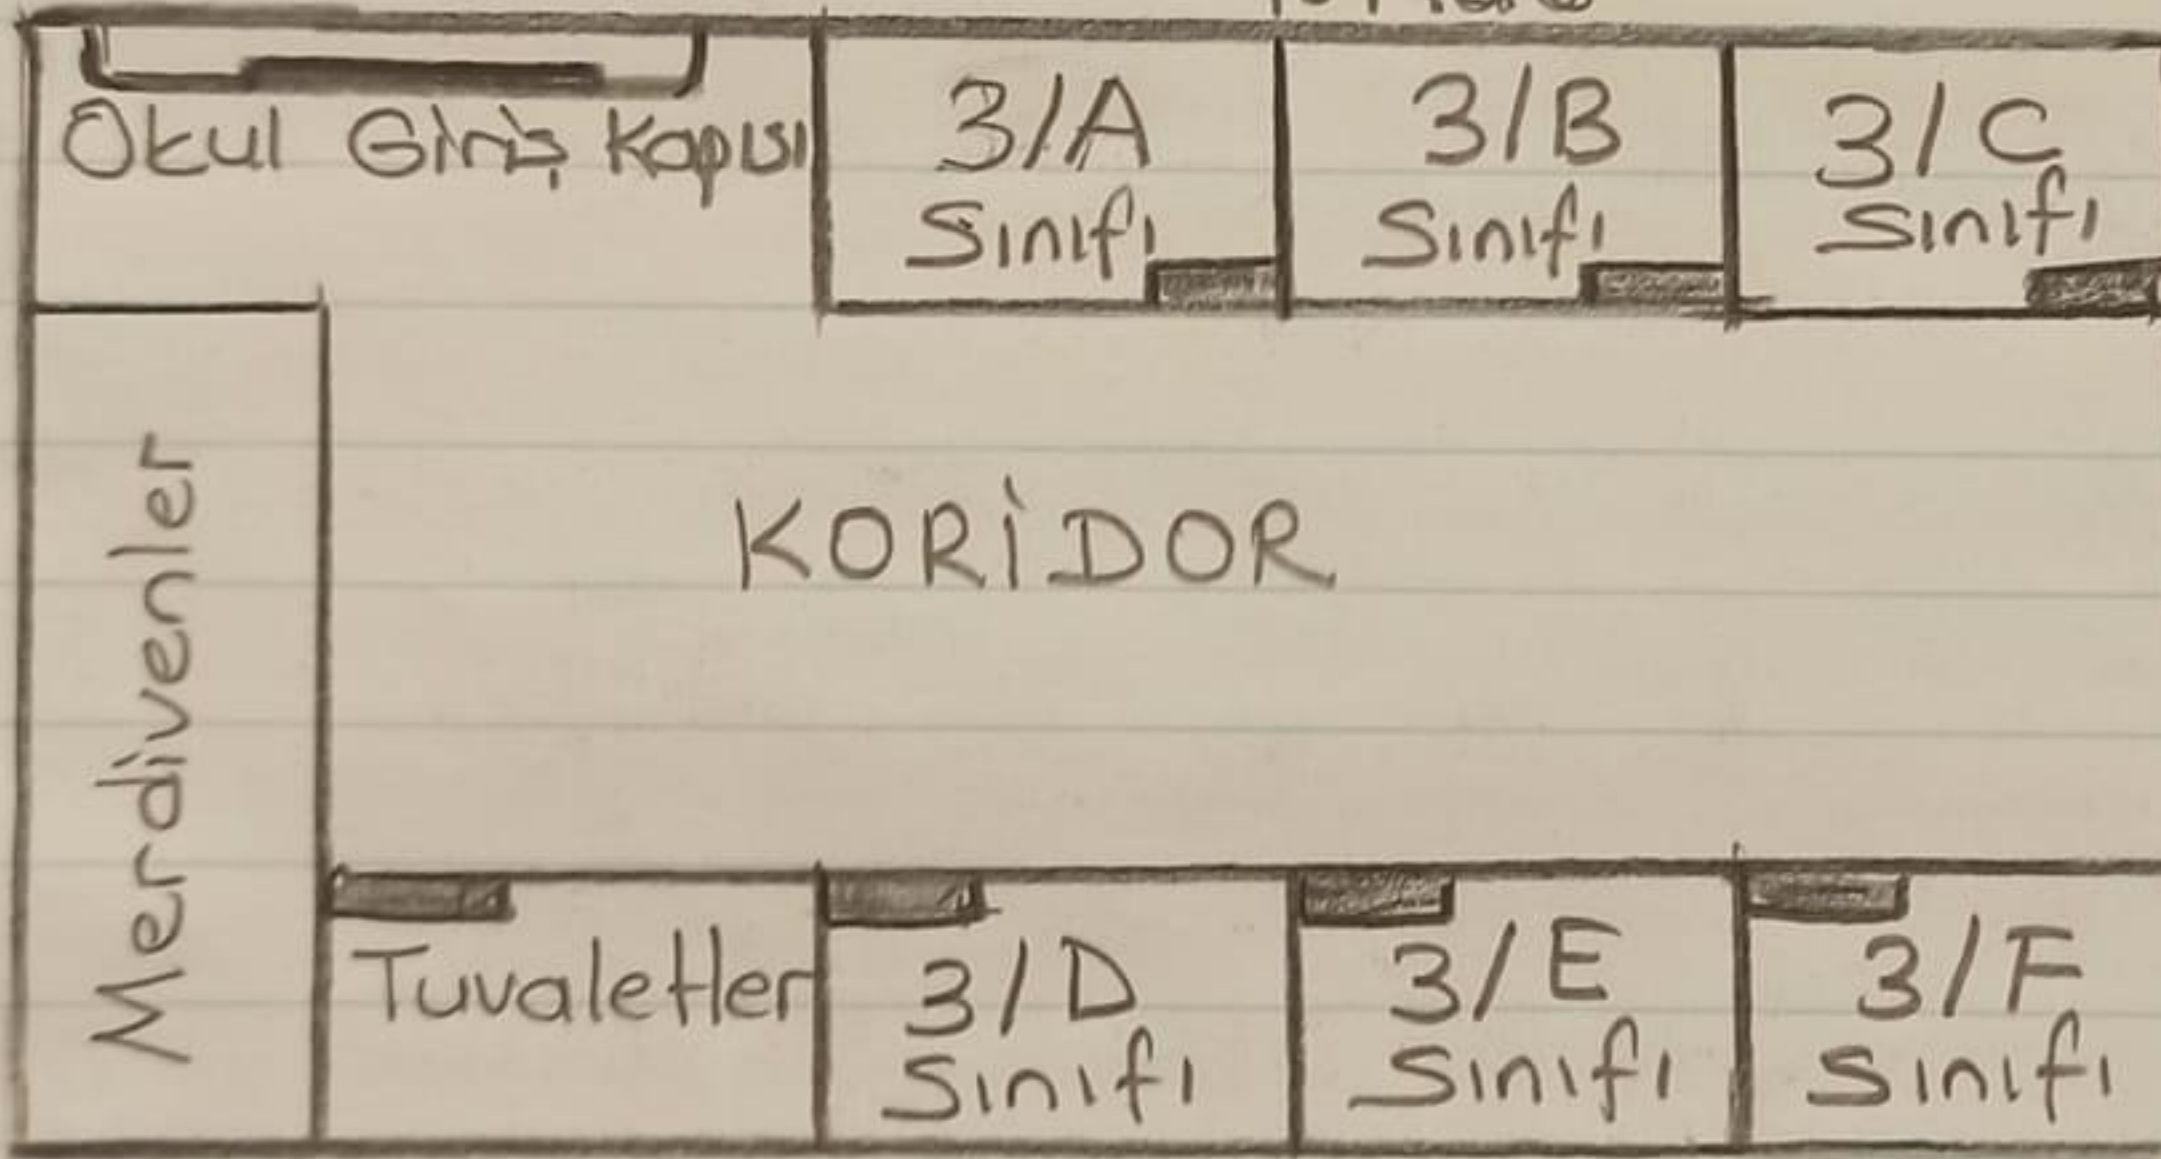 Okul Giriş Kapısı
3/A
Sınıfı
3/B
Sınıfı
3/C
Sınıfı
Merdivenler
KORİDOR
Tuvaletler
3/D
Sınıfı
3/E
Sınıfı
3/F
Sınıfı